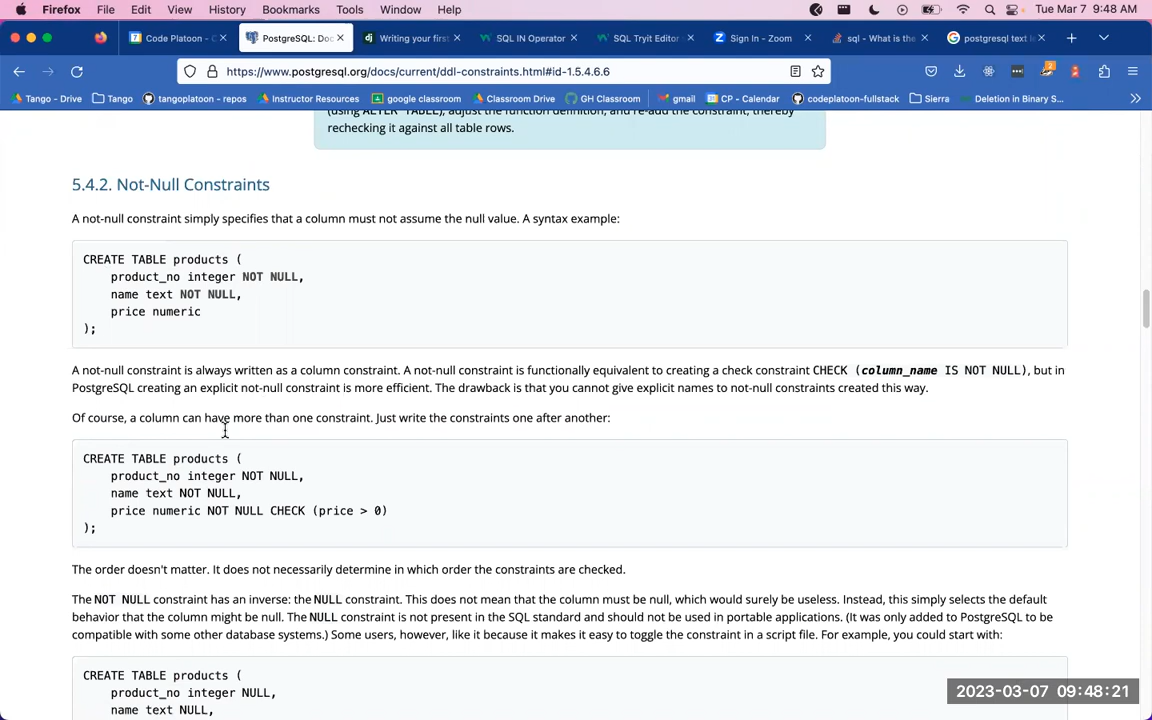 Firefox File Edit View History Bookmarks Tools Window Help Tue Mar 7 9:48 AM
Code Platoon - C PostgreSQL: Doc Writing your first SQL IN Operator SQL Tryit Editor Sign In - Zoom sql - What is the postgresql text is
https://www.postgresql.org/docs/current/ddl-constraints.html#id-1.5.4.6.6
Tango - Drive Tango tangoplatoon - repos Instructor Resources google classroom Classroom Drive GH Classroom gmail CP - Calendar codeplatoon-fullstack Sierra Deletion in Binary S...
(using ALTER TABLE), adjust the function definition, and re-add the constraint, thereby
rechecking it against all table rows.
5.4.2. Not-Null Constraints
A not-null constraint simply specifies that a column must not assume the null value. A syntax example:
CREATE TABLE products (
product_no integer NOT NULL,
name text NOT NULL,
price numeric
);
A not-null constraint is always written as a column constraint. A not-null constraint is functionally equivalent to creating a check constraint CHECK (column_name IS NOT NULL), but in
PostgreSQL creating an explicit not-null constraint is more efficient. The drawback is that you cannot give explicit names to not-null constraints created this way.
Of course, a column can have more than one constraint. Just write the constraints one after another:
CREATE TABLE products (
product_no integer NOT NULL,
name text NOT NULL,
price numeric NOT NULL CHECK (price > 0)
);
The order doesn't matter. It does not necessarily determine in which order the constraints are checked.
The NOT NULL constraint has an inverse: the NULL constraint. This does not mean that the column must be null, which would surely be useless. Instead, this simply selects the default
behavior that the column might be null. The NULL constraint is not present in the SQL standard and should not be used in portable applications. (It was only added to PostgreSQL to be
compatible with some other database systems.) Some users, however, like it because it makes it easy to toggle the constraint in a script file. For example, you could start with:
CREATE TABLE products (
product_no integer NULL,
name text NULL,
2023-03-07 09:48:21